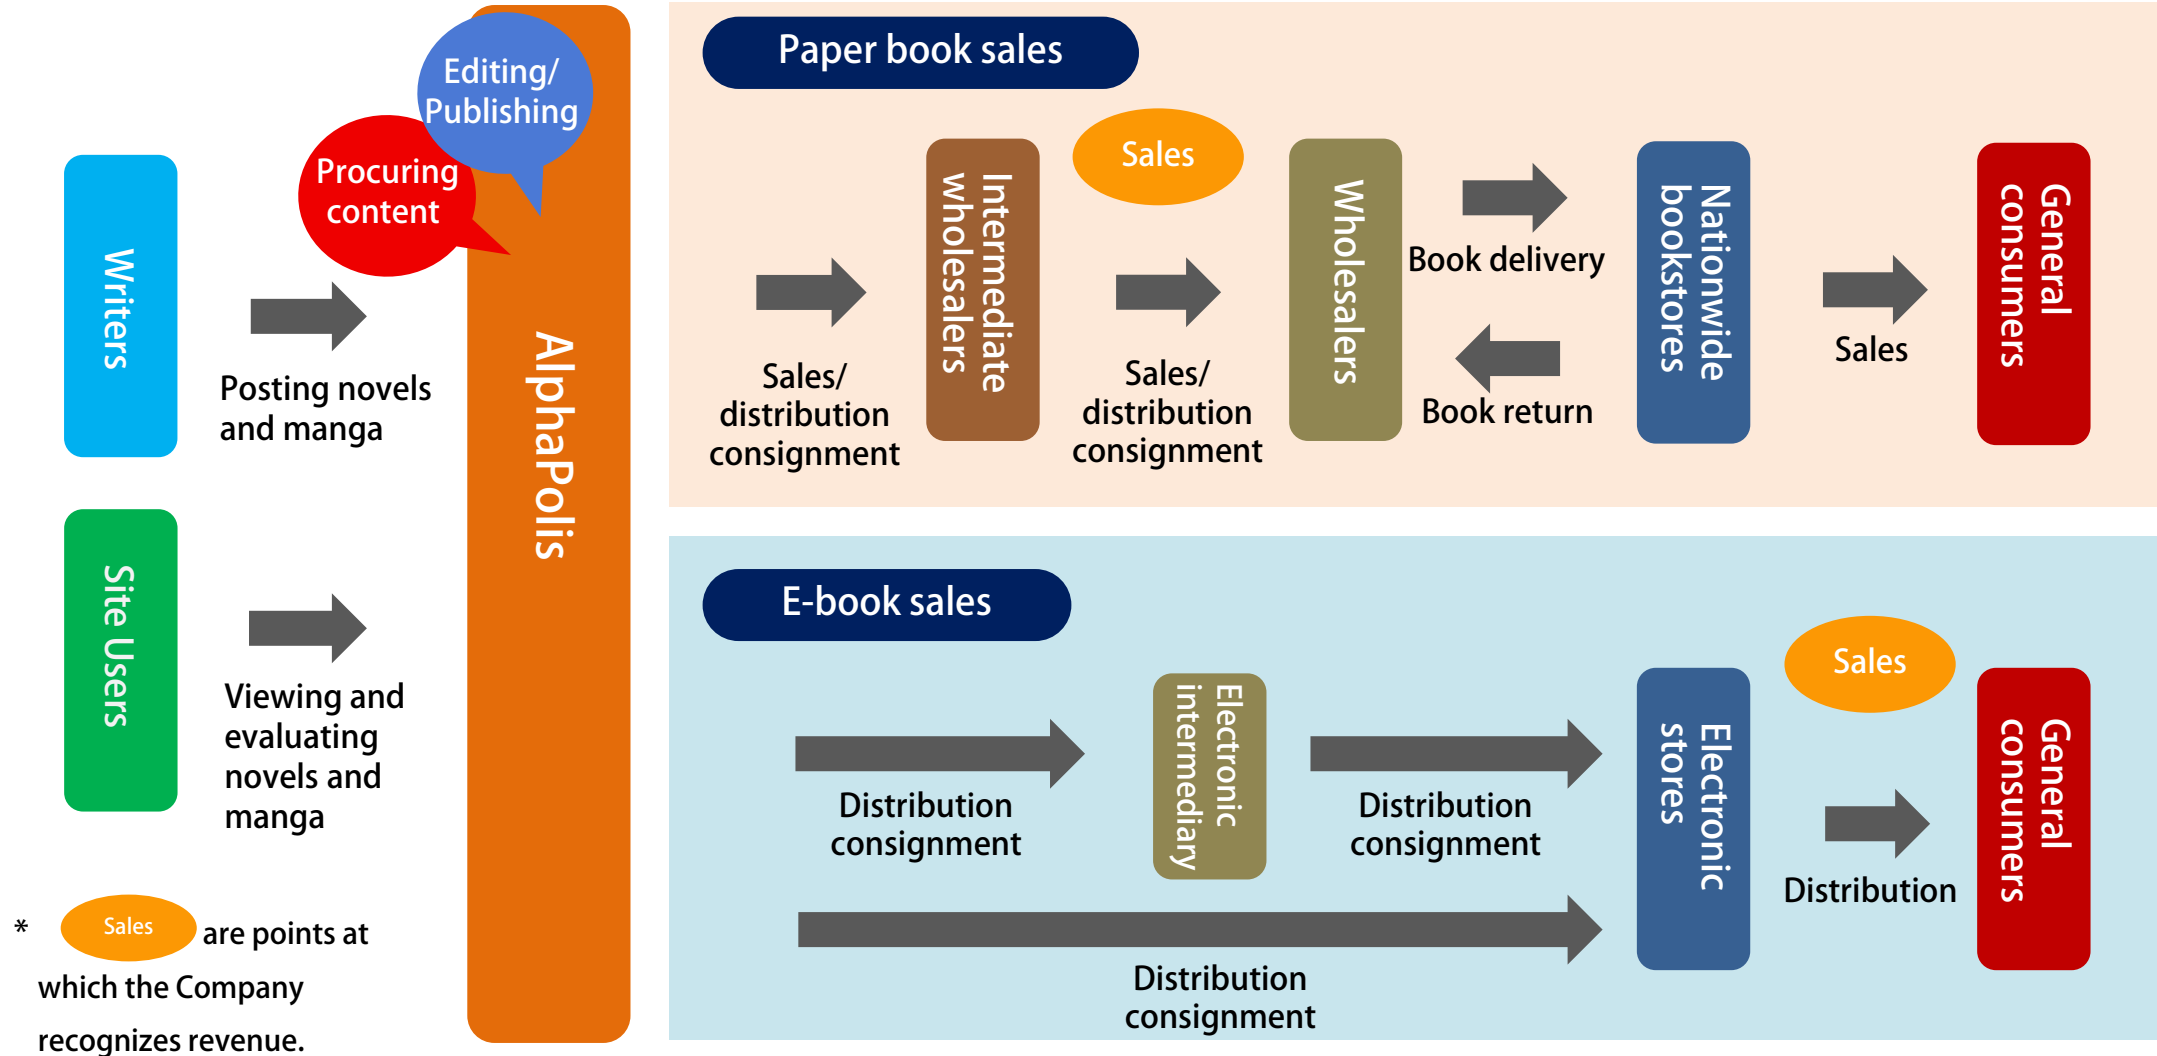 Writers
Posting novels
and manga
Site Users
Viewing and
evaluating
novels and
manga
* Sales are points at
which the Company
recognizes revenue.
Procuring
content
Editing/
Publishing
AlphaPolis
Paper book sales
Sales/
distribution
consignment
Intermediate
wholesalers
Sales
Sales/
distribution
consignment
Wholesalers
Book delivery
Book return
Nationwide
bookstores
Sales
General
consumers
E-book sales
Distribution
consignment
Electronic
intermediary
Distribution
consignment
Distribution
consignment
Electronic
stores
Sales
Distribution
General
consumers